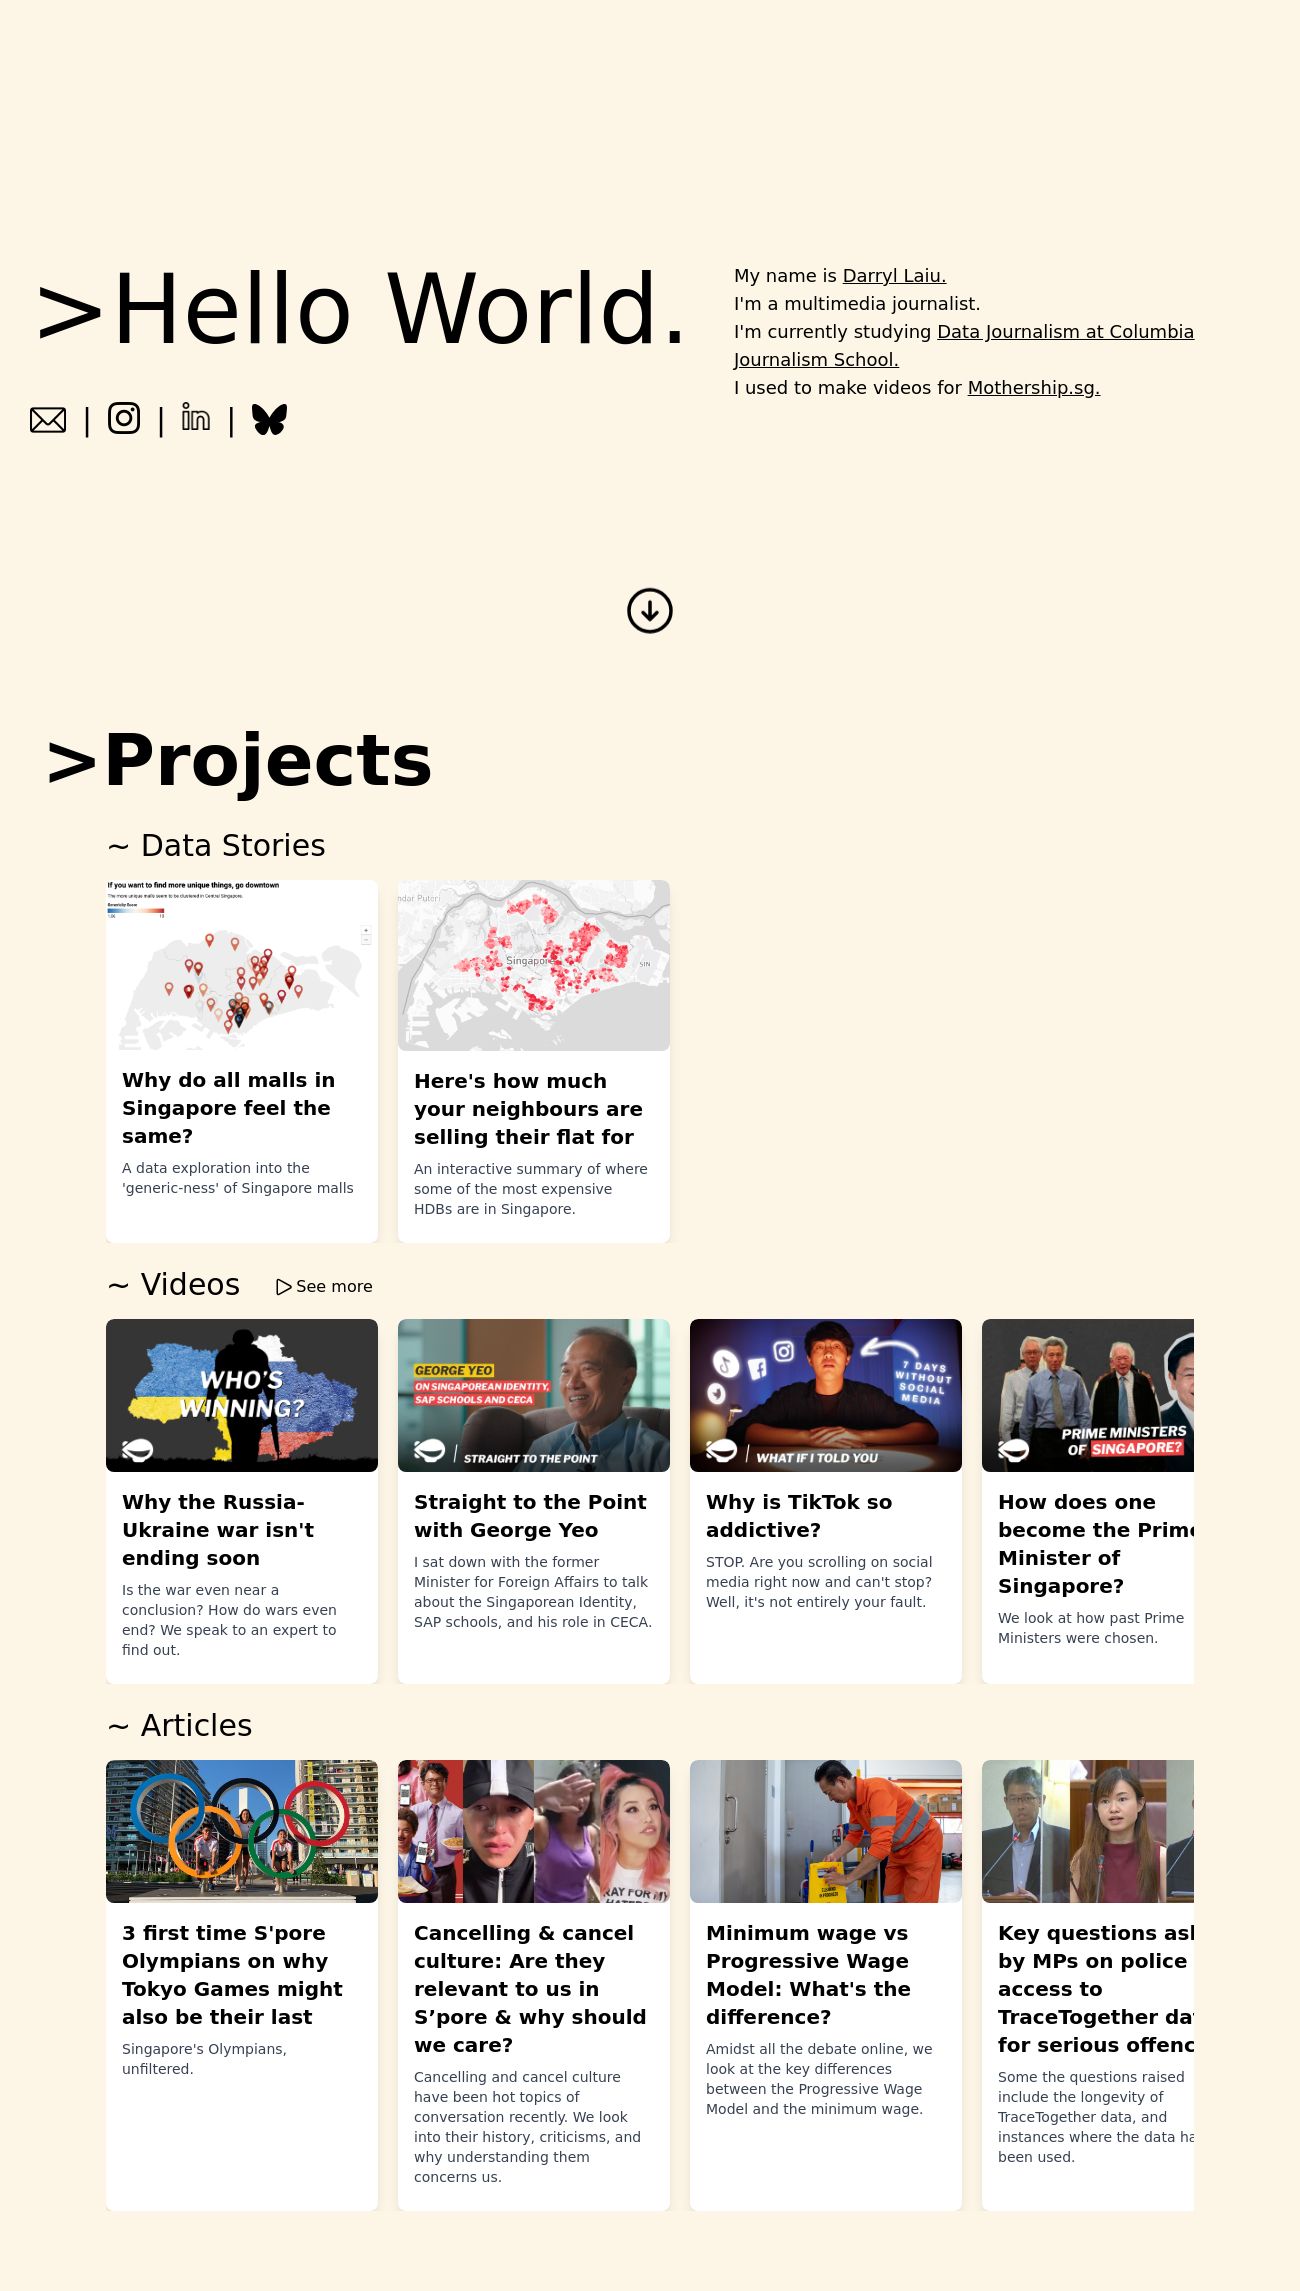 >Hello World.
My name is Darryl Laiu.
I'm a multimedia journalist.
I'm currently studying Data Journalism at Columbia
Journalism School.
I used to make videos for Mothership.sg.
| | |
>Projects
~ Data Stories
If you want to find more unique things, go downtown
The more unique malls seem to be clustered in Central Singapore.
ndar Puteri
Singapore
SIN
Why do all malls in
Singapore feel the
same?
A data exploration into the
'generic-ness' of Singapore malls
Here's how much
your neighbours are
selling their flat for
An interactive summary of where
some of the most expensive
HDBs are in Singapore.
~ Videos
See more
WHO'S
WINNING?
GEORGE YEO
ON SINGAPOREAN IDENTITY,
SAP SCHOOLS AND CECA
STRAIGHT TO THE POINT
7 DAYS
WITHOUT
SOCIAL
MEDIA
WHAT IF I TOLD YOU
PRIME MINISTERS
OF SINGAPORE?
Why the Russia-
Ukraine war isn't
ending soon
Is the war even near a
conclusion? How do wars even
end? We speak to an expert to
find out.
Straight to the Point
with George Yeo
I sat down with the former
Minister for Foreign Affairs to talk
about the Singaporean Identity,
SAP schools, and his role in CECA.
Why is TikTok so
addictive?
STOP. Are you scrolling on social
media right now and can't stop?
Well, it's not entirely your fault.
How does one
become the Prime
Minister of
Singapore?
We look at how past Prime
Ministers were chosen.
~ Articles
3 first time S'pore
Olympians on why
Tokyo Games might
also be their last
Singapore's Olympians,
unfiltered.
Cancelling & cancel
culture: Are they
relevant to us in
S’pore & why should
we care?
Cancelling and cancel culture
have been hot topics of
conversation recently. We look
into their history, criticisms, and
why understanding them
concerns us.
Minimum wage vs
Progressive Wage
Model: What's the
difference?
Amidst all the debate online, we
look at the key differences
between the Progressive Wage
Model and the minimum wage.
Key questions as
by MPs on police
access to
TraceTogether da
for serious offenc
Some the questions raised
include the longevity of
TraceTogether data, and
instances where the data ha
been used.